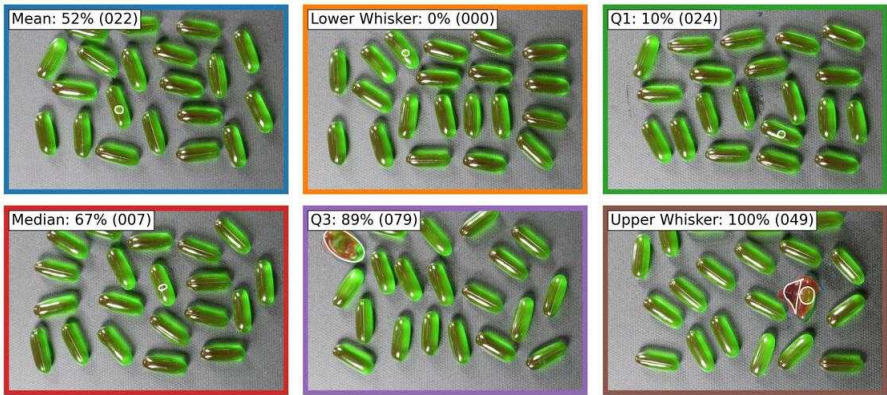 Mean: 52% (022)
Lower Whisker: 0% (000)
Q1: 10% (024)
Median: 67% (007)
Q3: 89% (079)
Upper Whisker: 100% (049)